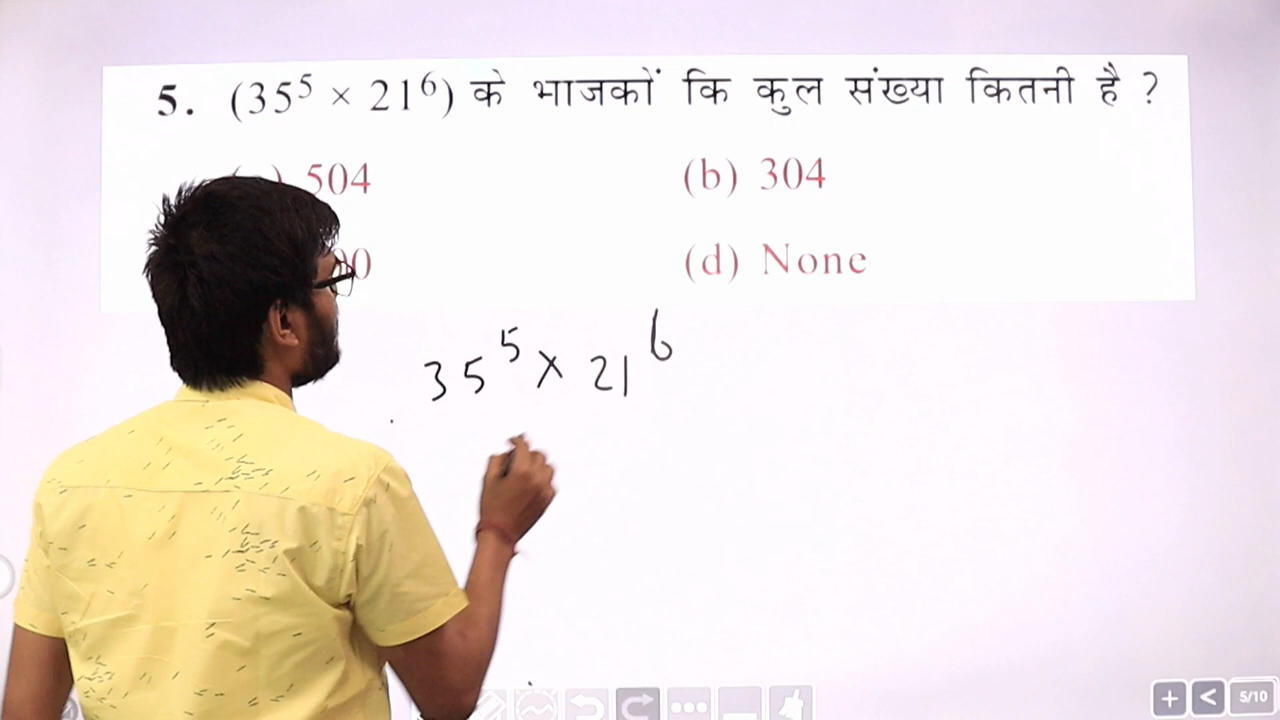 5. (35⁵ × 21⁶) के भाजकों कि कुल संख्या कितनी है ?
504
(b) 304
(d) None
35⁵ × 21⁶
+ < 5/10